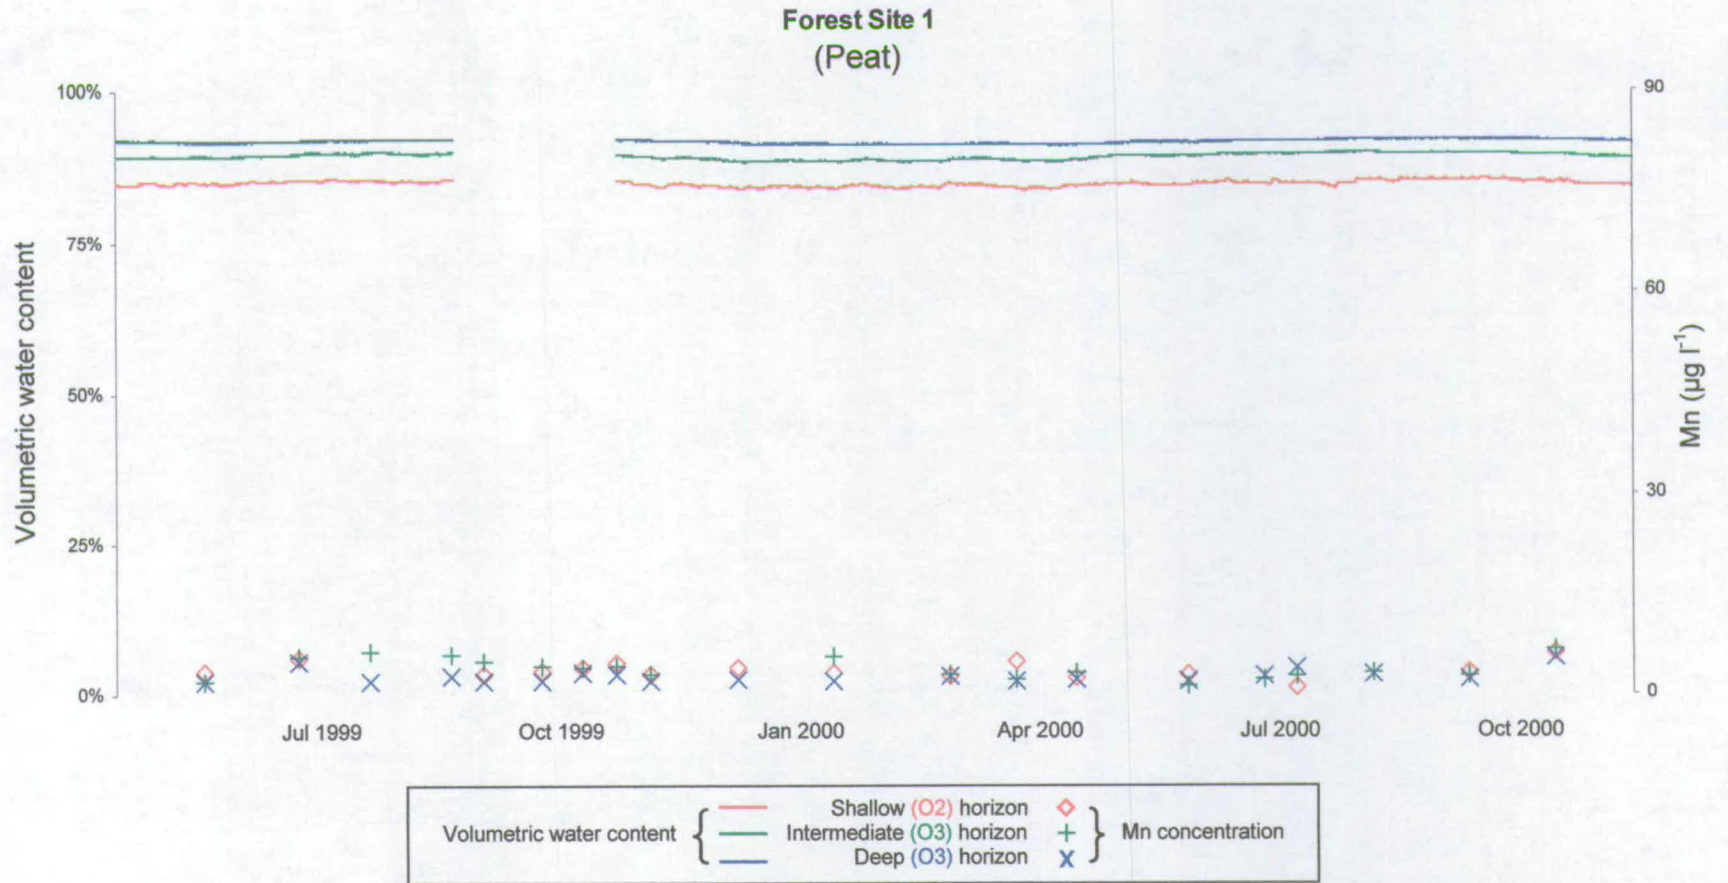 Forest Site 1
(Peat)
100%
75%
50%
25%
0%
Volumetric water content
90
60
30
0
Mn (µg l⁻¹)
Jul 1999
Oct 1999
Jan 2000
Apr 2000
Jul 2000
Oct 2000
Volumetric water content
Shallow (O2) horizon
Intermediate (O3) horizon
Deep (O3) horizon
Mn concentration